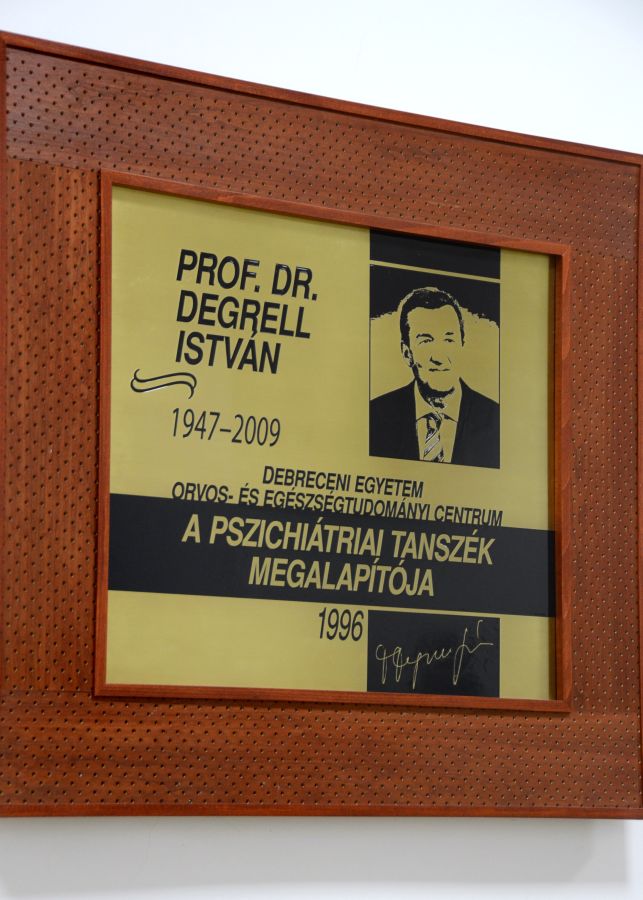 PROF. DR.
DEGRELL
ISTVÁN
1947–2009
DEBRECENI EGYETEM
ORVOS- ÉS EGÉSZSÉGTUDOMÁNYI CENTRUM
A PSZICHIÁTRIAI TANSZÉK
MEGALAPÍTÓJA
1996